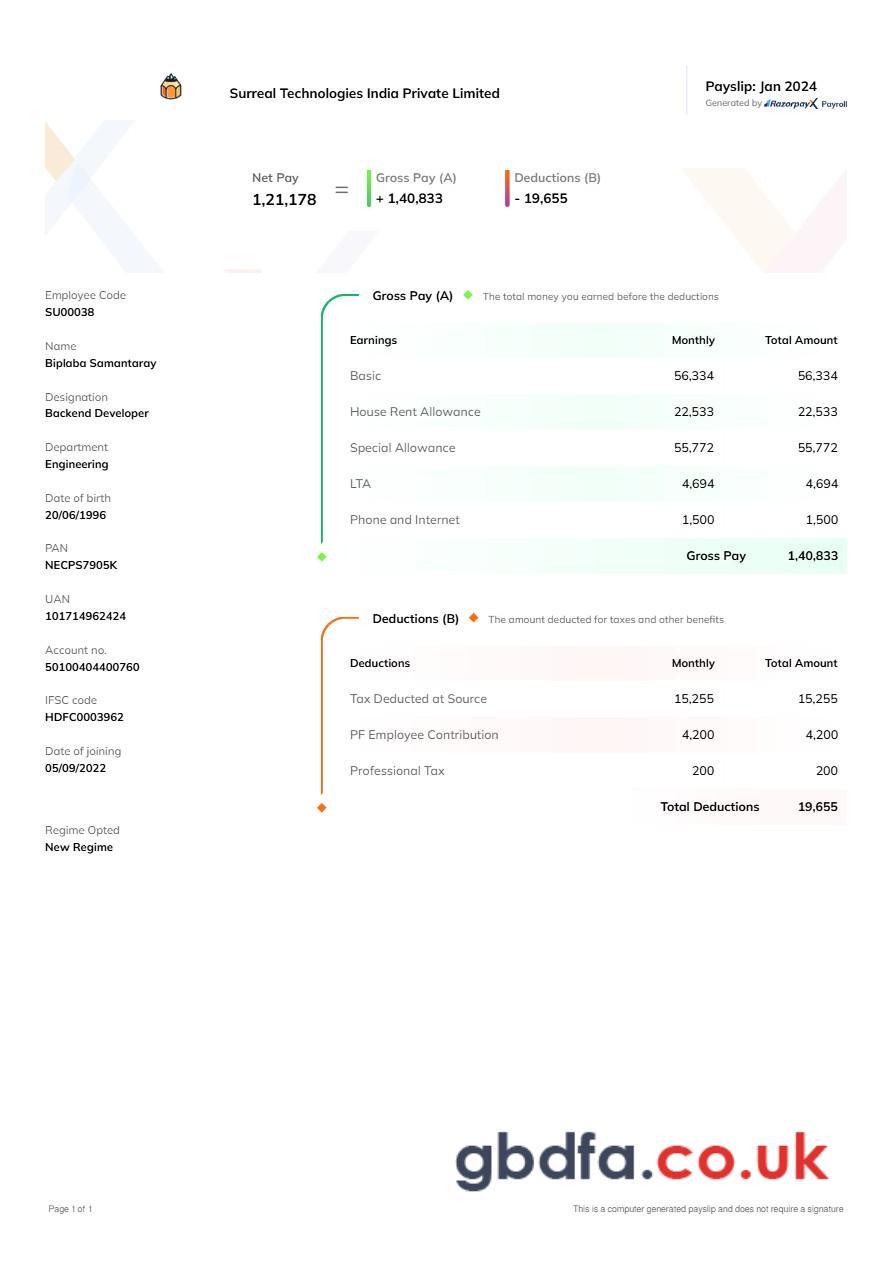 Surreal Technologies India Private Limited
Payslip: Jan 2024
Generated by RazorpayX Payroll
Net Pay
1,21,178
=
Gross Pay (A)
+ 1,40,833
Deductions (B)
- 19,655
Employee Code
SU00038
Name
Biplaba Samantaray
Designation
Backend Developer
Department
Engineering
Date of birth
20/06/1996
PAN
NECPS7905K
UAN
101714962424
Account no.
50100404400760
IFSC code
HDFC0003962
Date of joining
05/09/2022
Regime Opted
New Regime
Gross Pay (A) The total money you earned before the deductions
Earnings Monthly Total Amount
Basic 56,334 56,334
House Rent Allowance 22,533 22,533
Special Allowance 55,772 55,772
LTA 4,694 4,694
Phone and Internet 1,500 1,500
Gross Pay 1,40,833
Deductions (B) The amount deducted for taxes and other benefits
Deductions Monthly Total Amount
Tax Deducted at Source 15,255 15,255
PF Employee Contribution 4,200 4,200
Professional Tax 200 200
Total Deductions 19,655
gbdfa.co.uk
Page 1 of 1
This is a computer generated payslip and does not require a signature